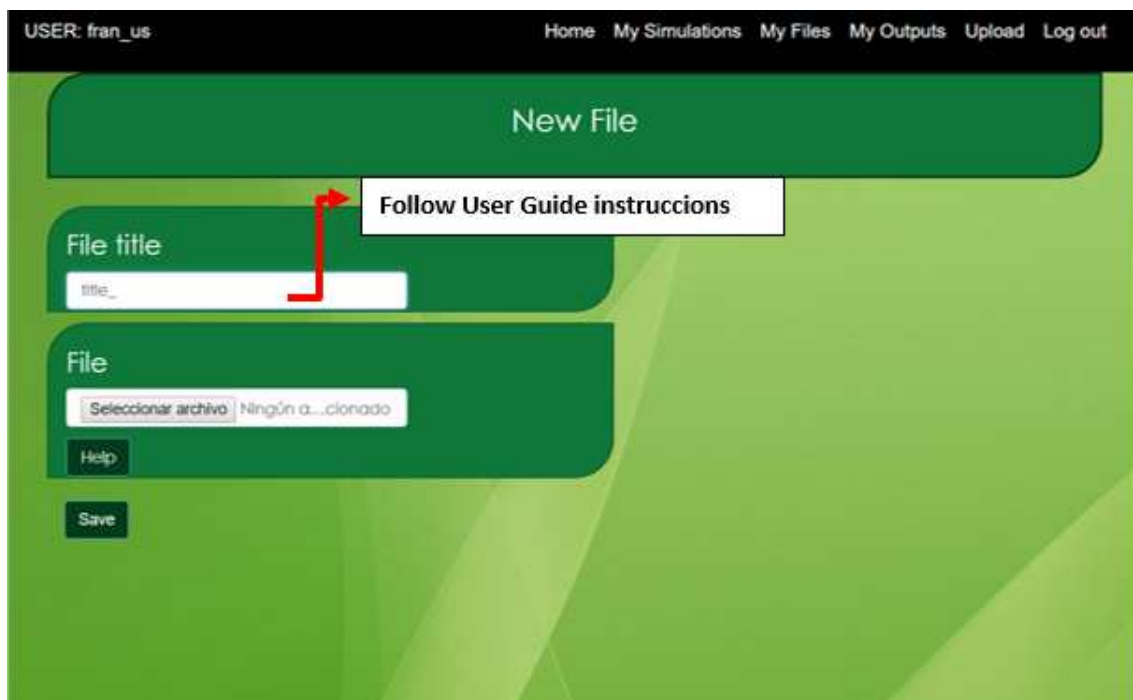 USER: fran_us Home My Simulations My Files My Outputs Upload Log out
New File
Follow User Guide instruccions
File title
title_
File
Seleccionar archivo Ningún a...cionado
Help
Save